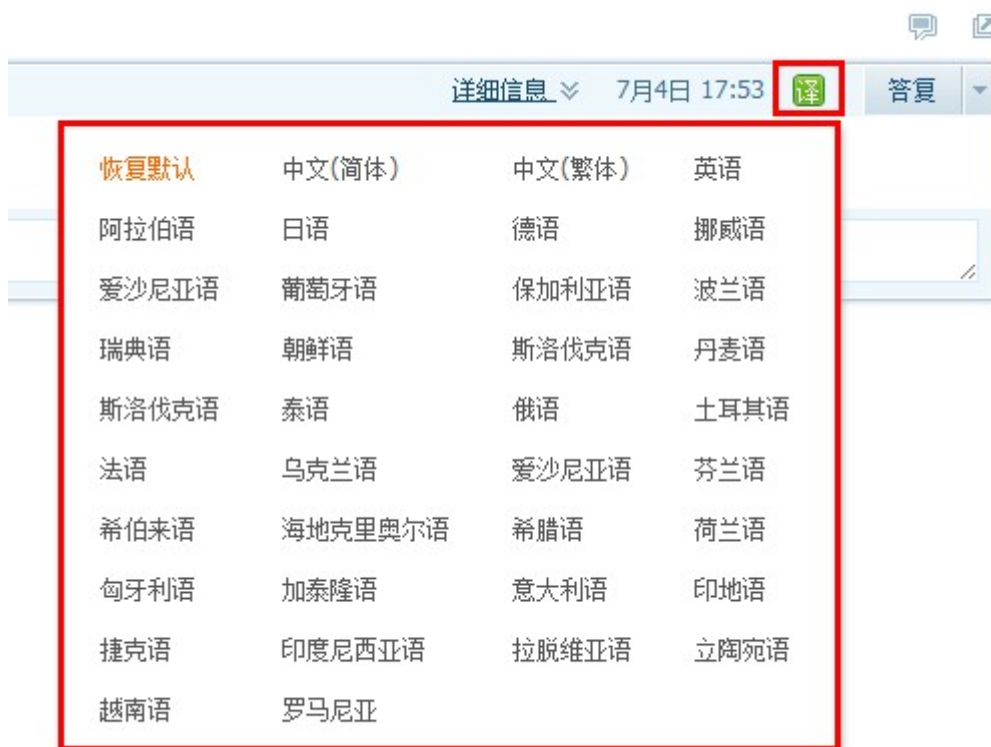 详细信息 7月4日 17:53 译 答复
恢复默认 中文(简体) 中文(繁体) 英语
阿拉伯语 日语 德语 挪威语
爱沙尼亚语 葡萄牙语 保加利亚语 波兰语
瑞典语 朝鲜语 斯洛伐克语 丹麦语
斯洛伐克语 泰语 俄语 土耳其语
法语 乌克兰语 爱沙尼亚语 芬兰语
希伯来语 海地克里奥尔语 希腊语 荷兰语
匈牙利语 加泰隆语 意大利语 印地语
捷克语 印度尼西亚语 拉脱维亚语 立陶宛语
越南语 罗马尼亚